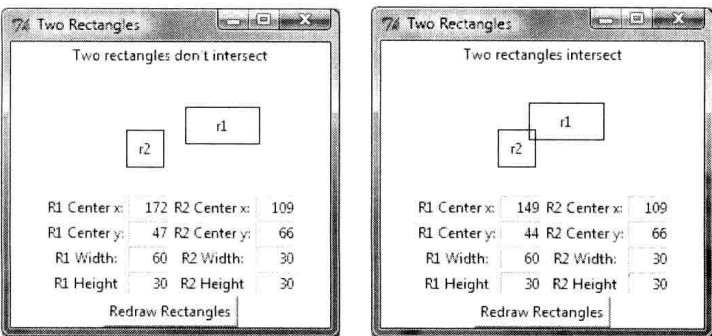 Two Rectangles
Two rectangles don't intersect
r1
r2
R1 Center x: 172 R2 Center x: 109
R1 Center y: 47 R2 Center y: 66
R1 Width: 60 R2 Width: 30
R1 Height 30 R2 Height 30
Redraw Rectangles
Two Rectangles
Two rectangles intersect
r1
r2
R1 Center x: 149 R2 Center x: 109
R1 Center y: 44 R2 Center y: 66
R1 Width: 60 R2 Width: 30
R1 Height 30 R2 Height 30
Redraw Rectangles